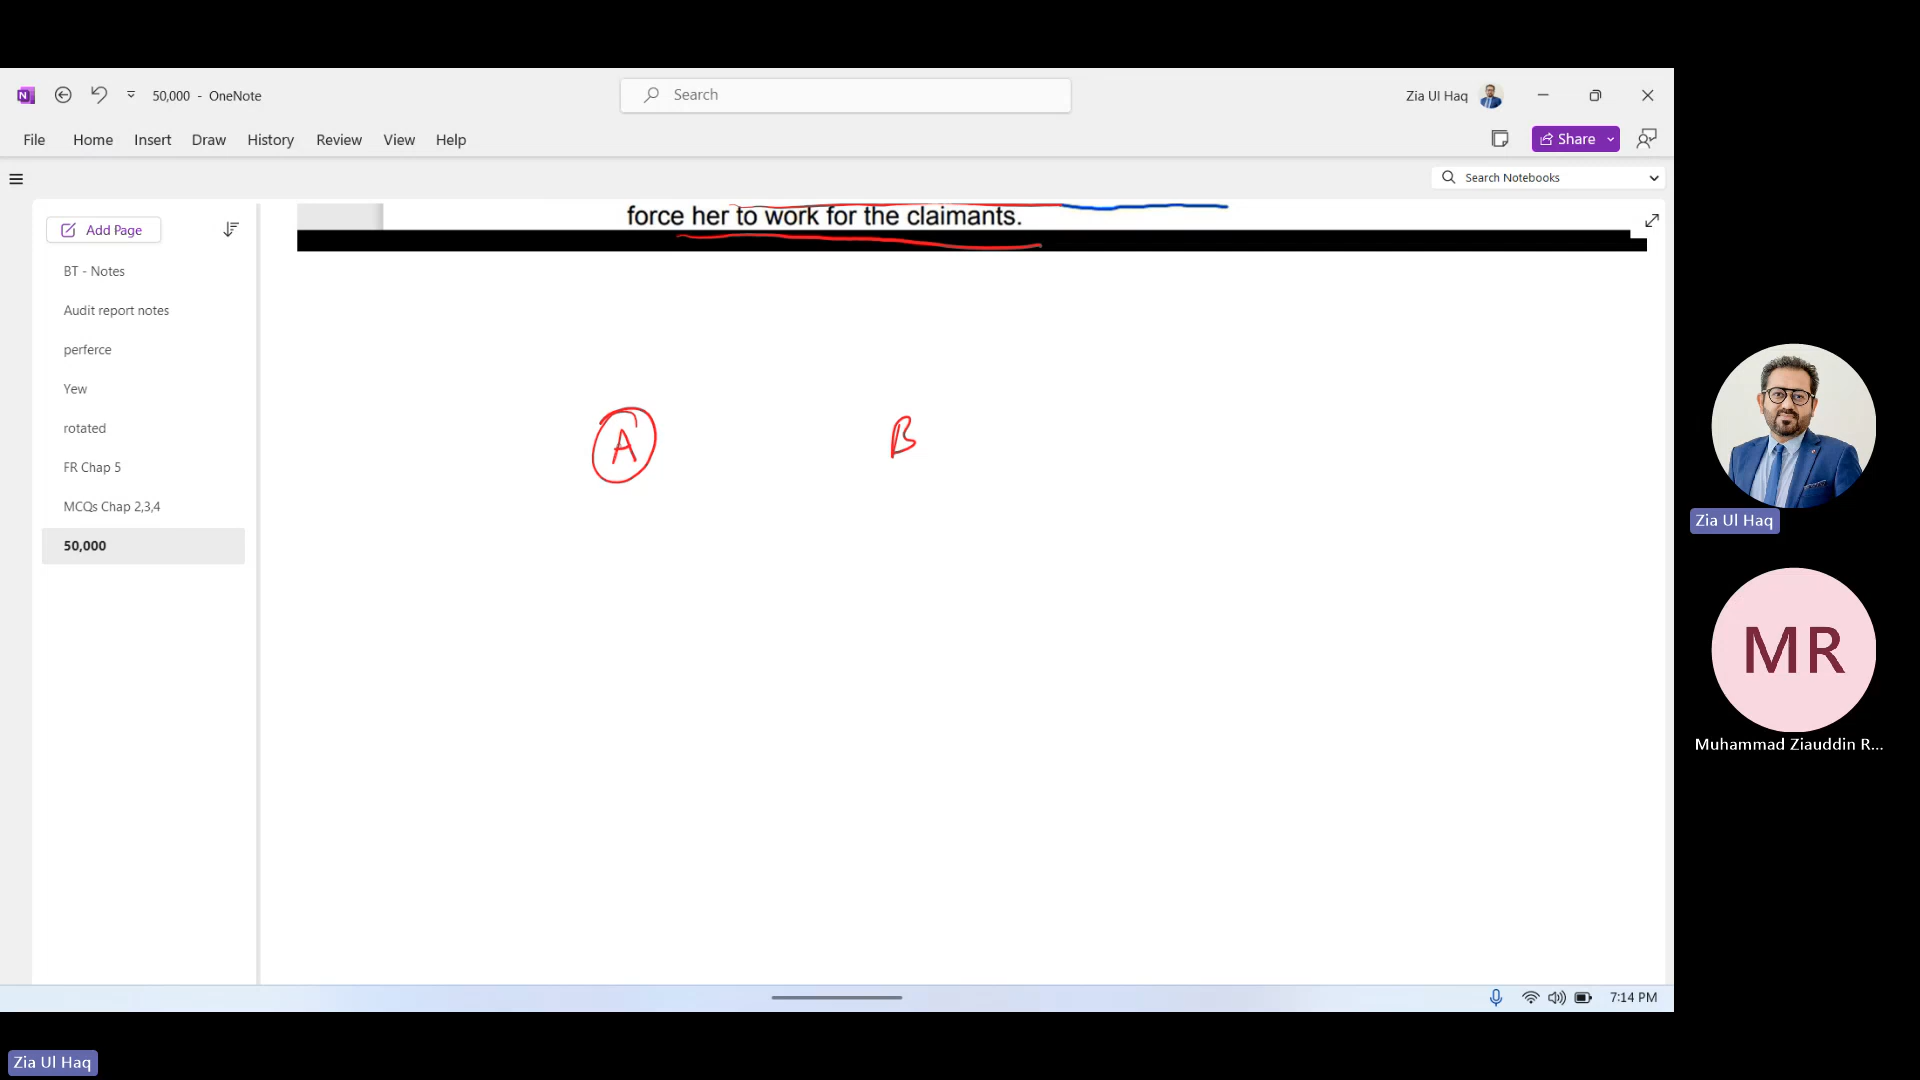 50,000 - OneNote
Search
Zia Ul Haq
File Home Insert Draw History Review View Help
Share
Search Notebooks
Add Page
force her to work for the claimants.
BT - Notes
Audit report notes
perferce
Yew
rotated
FR Chap 5
MCQs Chap 2,3,4
50,000
A B
Zia Ul Haq
MR
Muhammad Ziauddin R...
7:14 PM
Zia Ul Haq